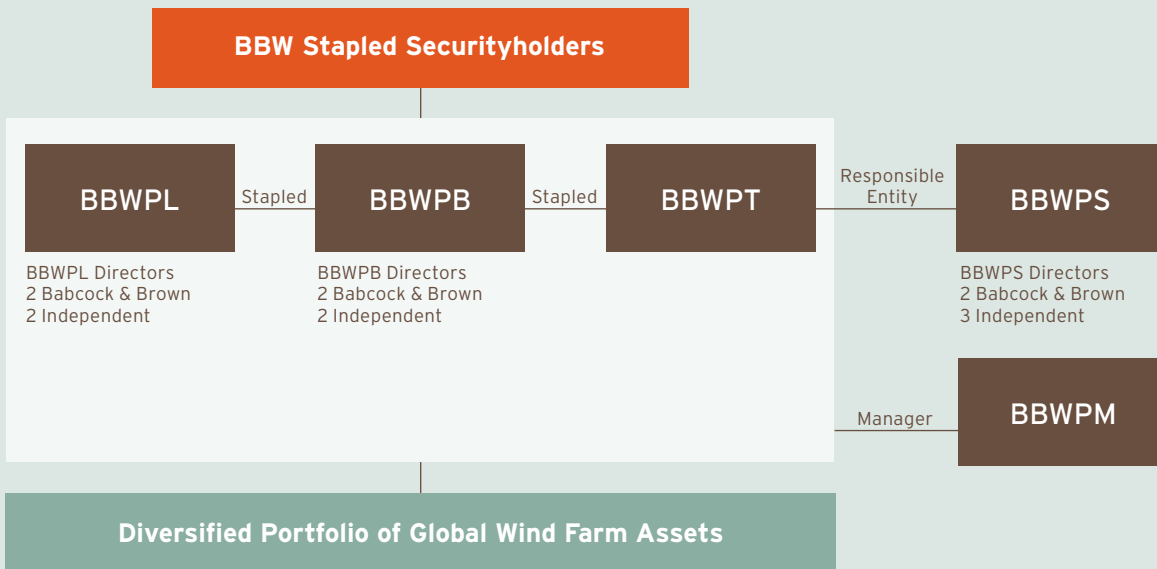 BBW Stapled Securityholders
BBWPL
Stapled
BBWPB
Stapled
BBWPT
Responsible
Entity
BBWPS
BBWPL Directors
2 Babcock & Brown
2 Independent
BBWPB Directors
2 Babcock & Brown
2 Independent
BBWPS Directors
2 Babcock & Brown
3 Independent
Manager
BBWPM
Diversified Portfolio of Global Wind Farm Assets